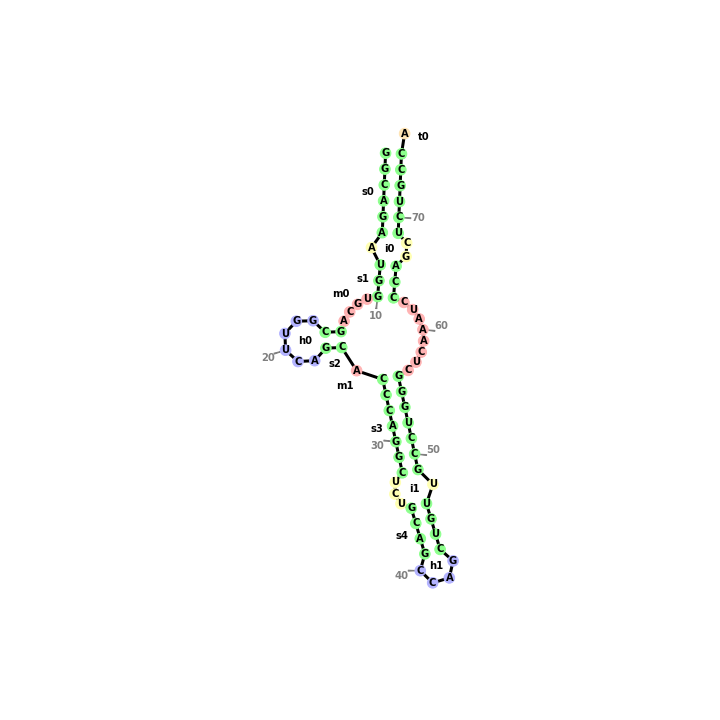 A t0
G C
G C
s0 C G
A U
G C 70
A U
A i0 C
G
s1 U A
G C
m0 G U G C C
C 10 U
G G A A 60
U C G A
h0 A
20 U G C C
C A s2 U
A C
m1 C G
C G
C G
s3 A U
30 G C
G C 50
C G
U i1 U
C
U G U
C G
s4 A U
G C
h1 G
40 C A
C